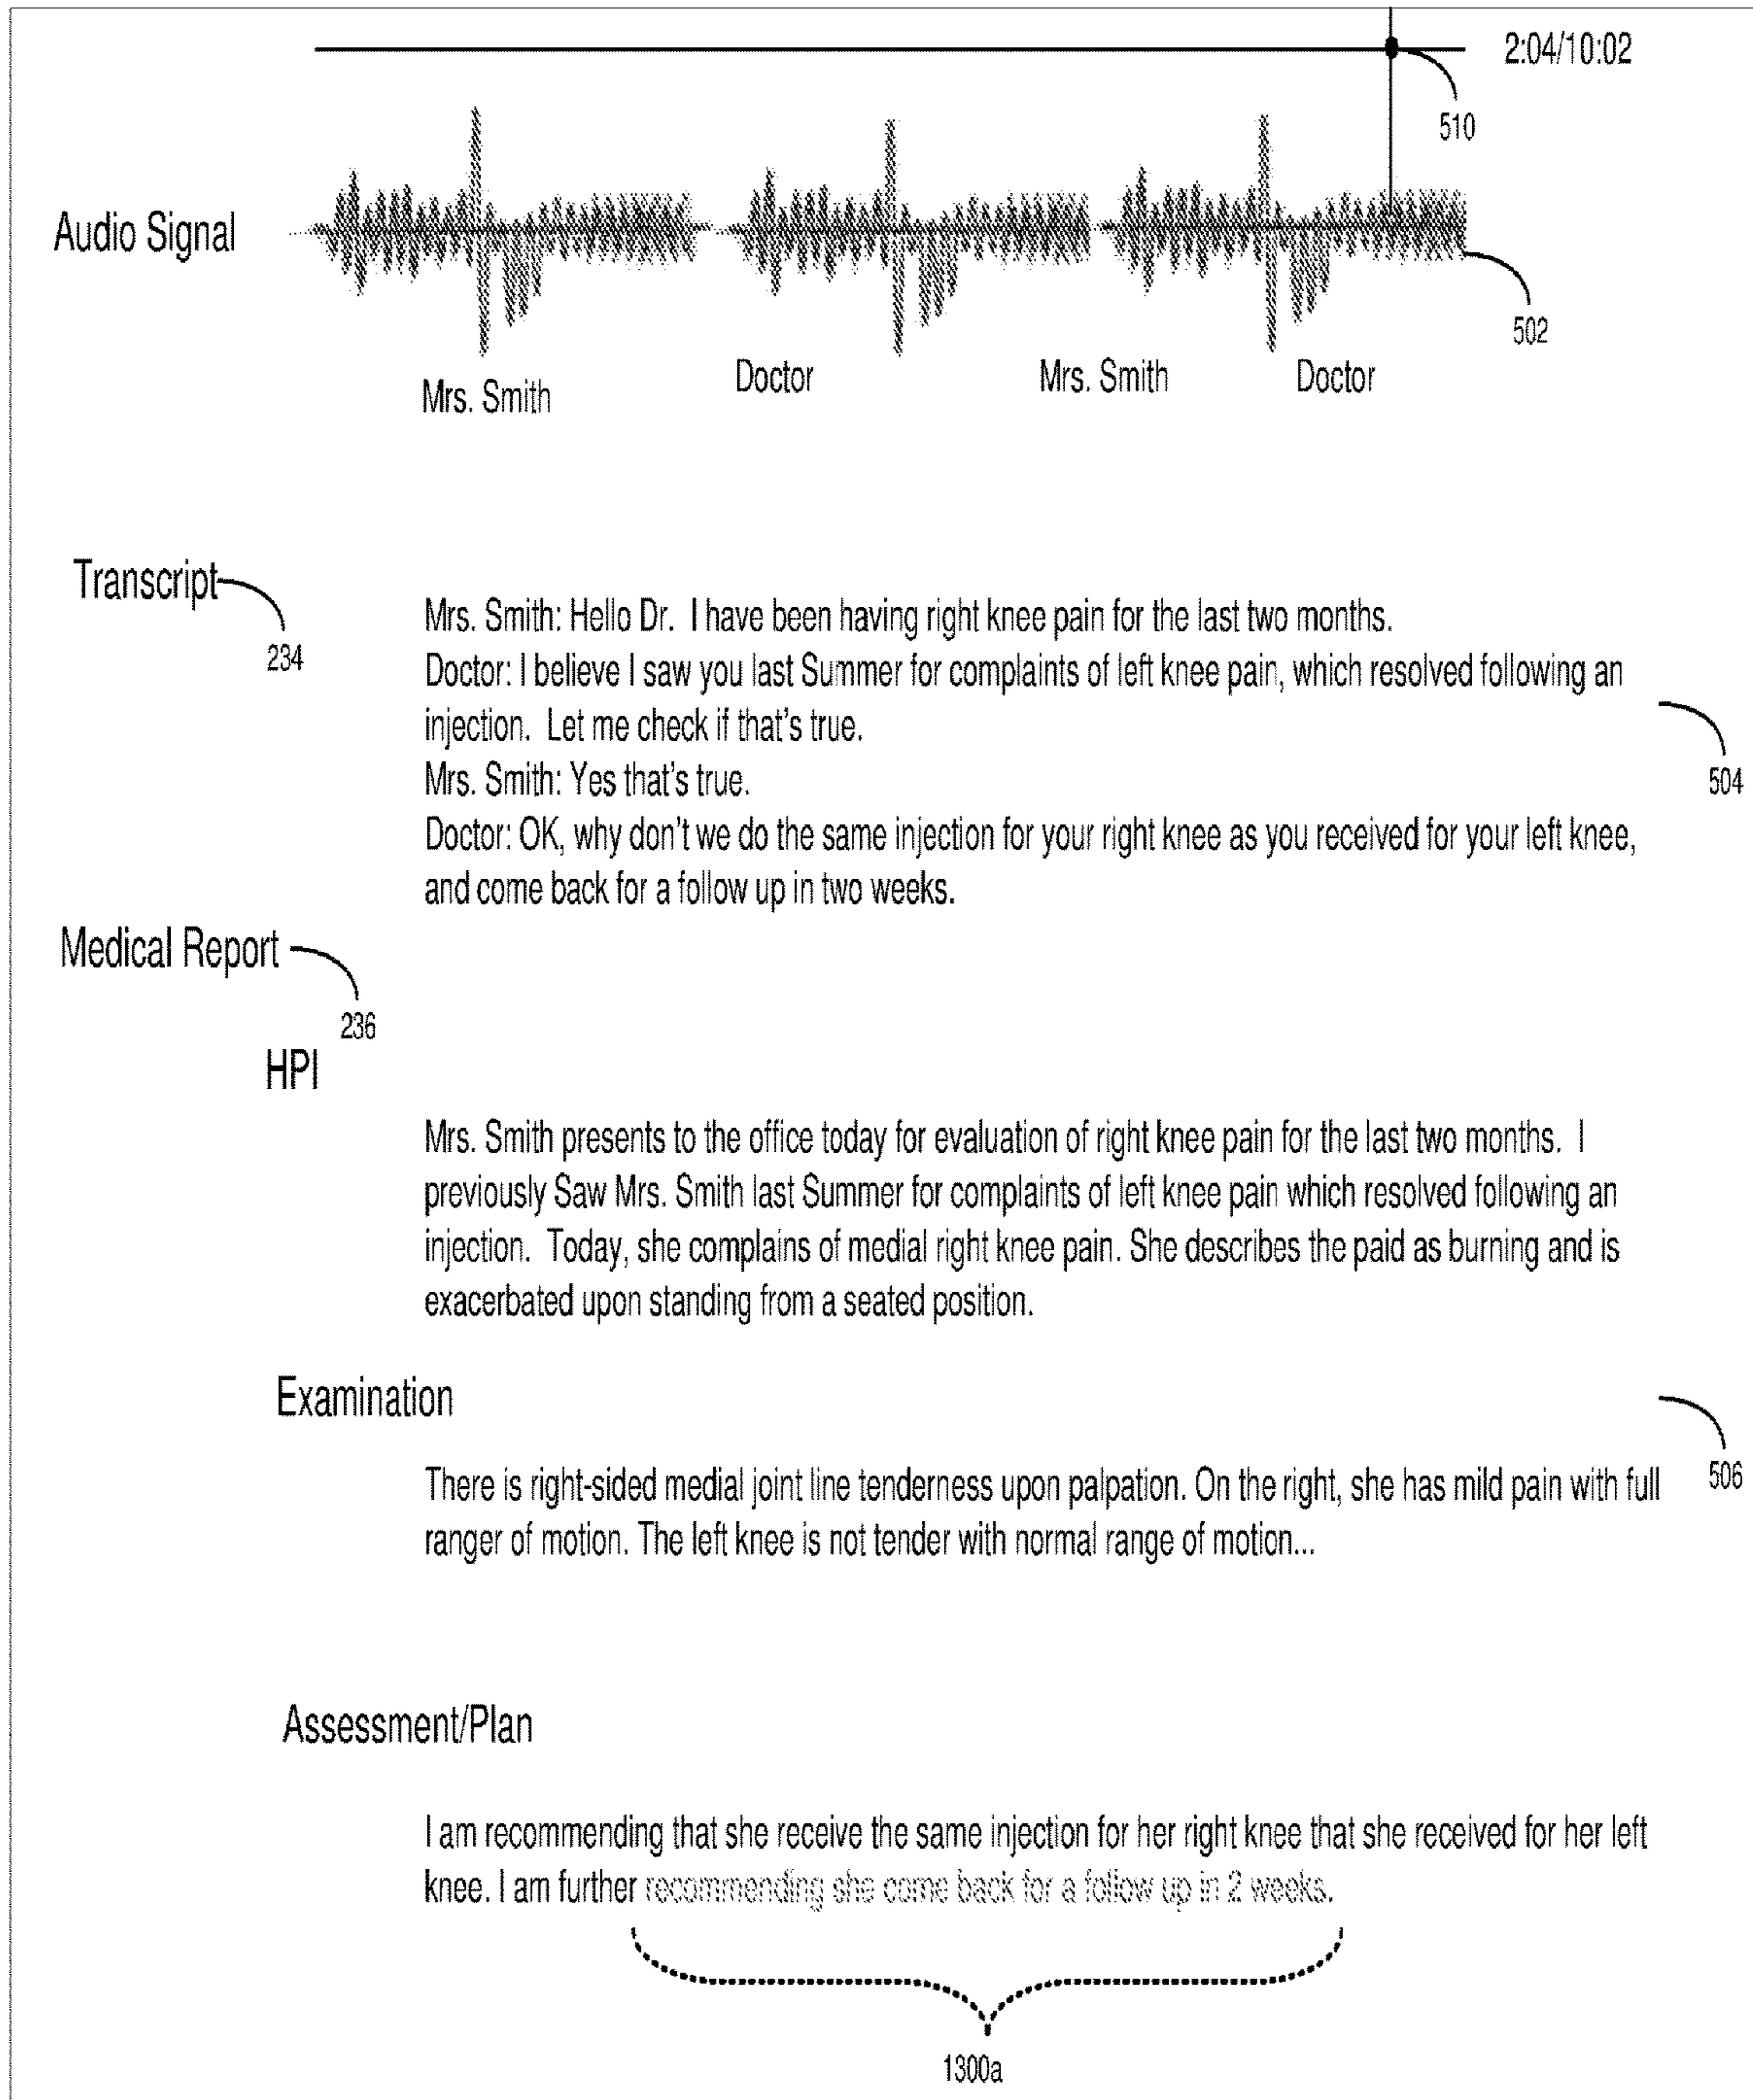 2:04/10:02
510
Audio Signal
502
Mrs. Smith
Doctor
Mrs. Smith
Doctor
Transcript
234
Mrs. Smith: Hello Dr.  I have been having right knee pain for the last two months.
Doctor: I believe I saw you last Summer for complaints of left knee pain, which resolved following an
injection.  Let me check if that's true.
504
Mrs. Smith: Yes that's true.
Doctor: OK, why don't we do the same injection for your right knee as you received for your left knee,
and come back for a follow up in two weeks.
Medical Report
236
HPI
Mrs. Smith presents to the office today for evaluation of right knee pain for the last two months.  I
previously Saw Mrs. Smith last Summer for complaints of left knee pain which resolved following an
injection.  Today, she complains of medial right knee pain. She describes the paid as burning and is
exacerbated upon standing from a seated position.
Examination
506
There is right-sided medial joint line tenderness upon palpation. On the right, she has mild pain with full
ranger of motion. The left knee is not tender with normal range of motion...
Assessment/Plan
I am recommending that she receive the same injection for her right knee that she received for her left
knee. I am further recommending she come back for a follow up in 2 weeks.
1300a